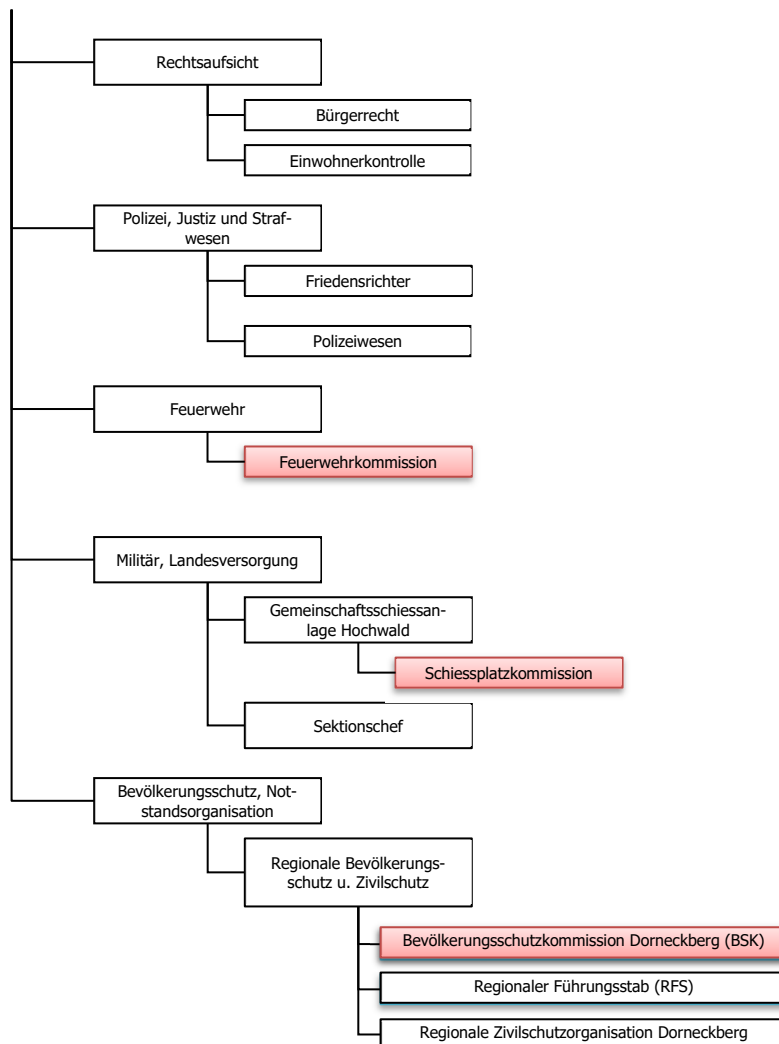 Rechtsaufsicht
Bürgerrecht
Einwohnerkontrolle
Polizei, Justiz und Straf-
wesen
Friedensrichter
Polizeiwesen
Feuerwehr
Feuerwehrkommission
Militär, Landesversorgung
Gemeinschaftsschiessan-
lage Hochwald
Schiessplatzkommission
Sektionschef
Bevölkerungsschutz, Not-
standsorganisation
Regionale Bevölkerungs-
schutz u. Zivilschutz
Bevölkerungsschutzkommission Dorneckberg (BSK)
Regionaler Führungsstab (RFS)
Regionale Zivilschutzorganisation Dorneckberg